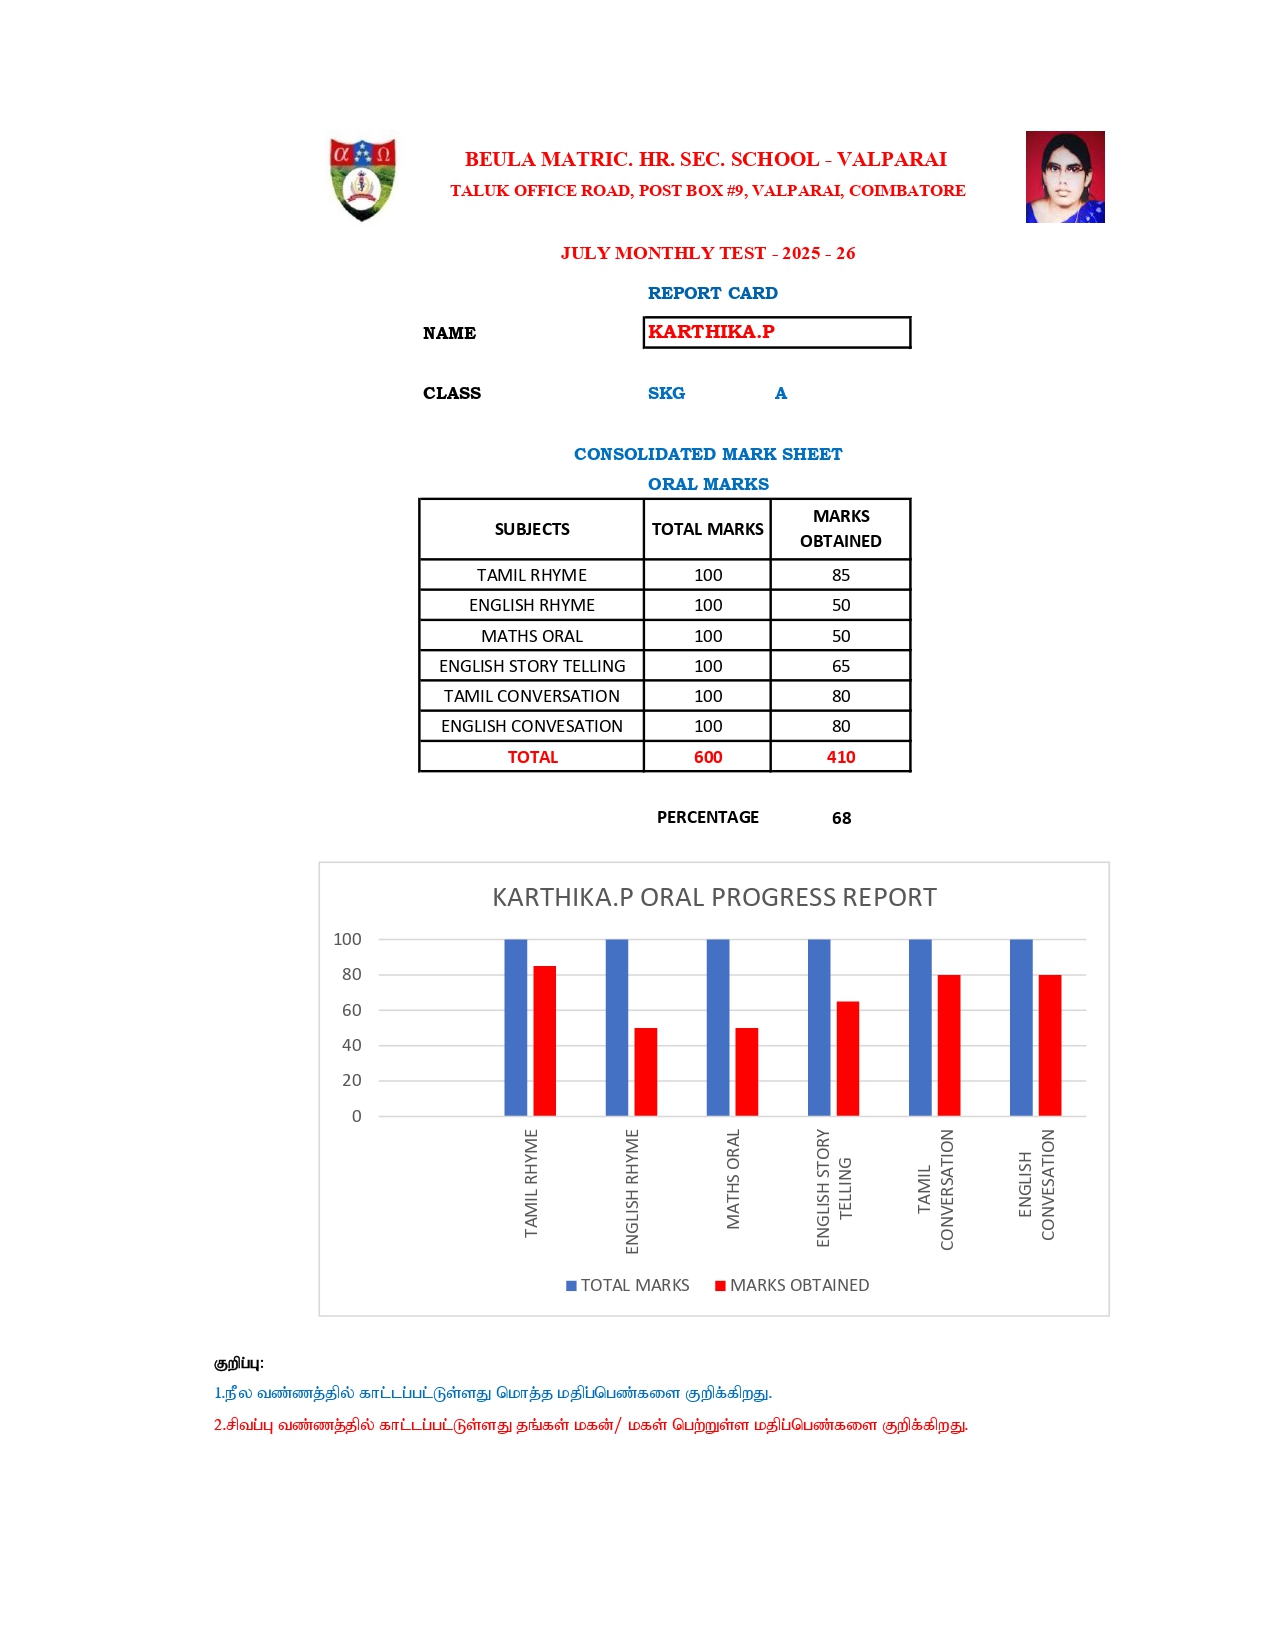 α Ω
BEULA MATRIC. HR. SEC. SCHOOL - VALPARAI
TALUK OFFICE ROAD, POST BOX #9, VALPARAI, COIMBATORE
JULY MONTHLY TEST - 2025 - 26
REPORT CARD
NAME KARTHIKA.P
CLASS SKG A
CONSOLIDATED MARK SHEET
ORAL MARKS
SUBJECTS TOTAL MARKS MARKS OBTAINED
TAMIL RHYME 100 85
ENGLISH RHYME 100 50
MATHS ORAL 100 50
ENGLISH STORY TELLING 100 65
TAMIL CONVERSATION 100 80
ENGLISH CONVESATION 100 80
TOTAL 600 410
PERCENTAGE 68
KARTHIKA.P ORAL PROGRESS REPORT
100
80
60
40
20
0
TAMIL RHYME
ENGLISH RHYME
MATHS ORAL
ENGLISH STORY
TELLING
TAMIL
CONVERSATION
ENGLISH
CONVESATION
TOTAL MARKS MARKS OBTAINED
குறிப்பு:
1.நீல வண்ணத்தில் காட்டப்பட்டுள்ளது மொத்த மதிப்பெண்களை குறிக்கிறது.
2.சிவப்பு வண்ணத்தில் காட்டப்பட்டுள்ளது தங்கள் மகன்/ மகள் பெற்றுள்ள மதிப்பெண்களை குறிக்கிறது.